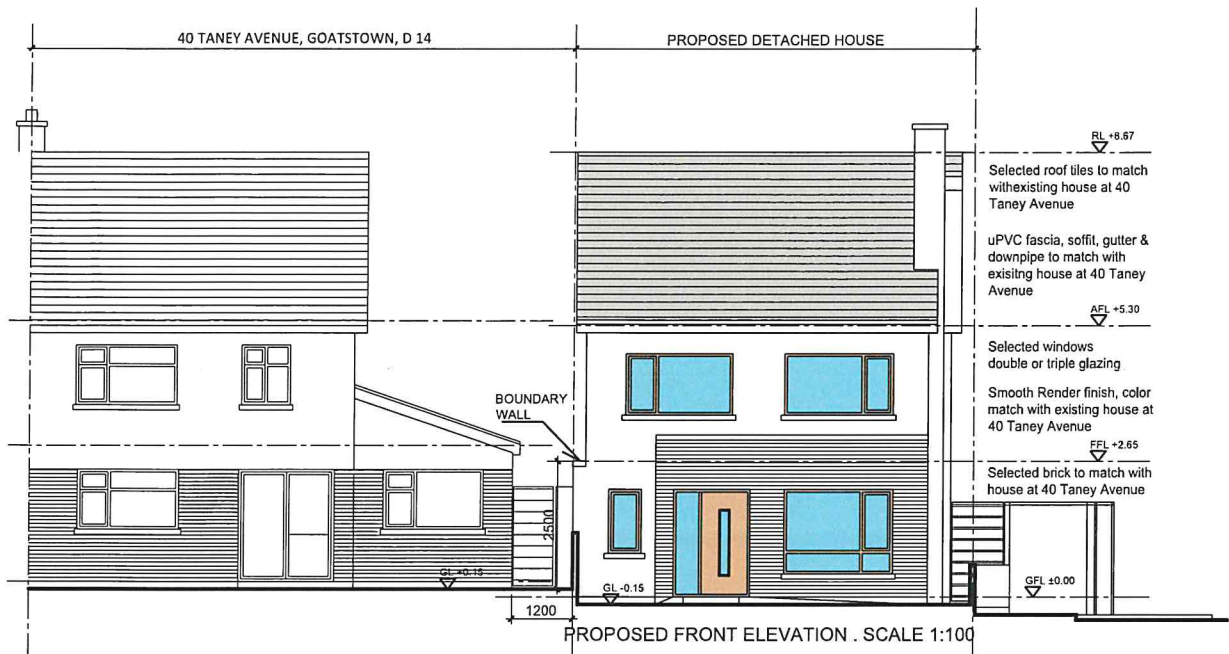 40 TANEY AVENUE, GOATSTOWN, D 14
PROPOSED DETACHED HOUSE
RL +8.67
Selected roof tiles to match
withexisting house at 40
Taney Avenue
uPVC fascia, soffit, gutter &
downpipe to match with
exisitng house at 40 Taney
Avenue
AFL +5.30
Selected windows
double or triple glazing
Smooth Render finish, color
match with existing house at
40 Taney Avenue
BOUNDARY
WALL
FFL +2.65
Selected brick to match with
house at 40 Taney Avenue
2500
GL +0.15
GL -0.15
GFL ±0.00
1200
PROPOSED FRONT ELEVATION . SCALE 1:100